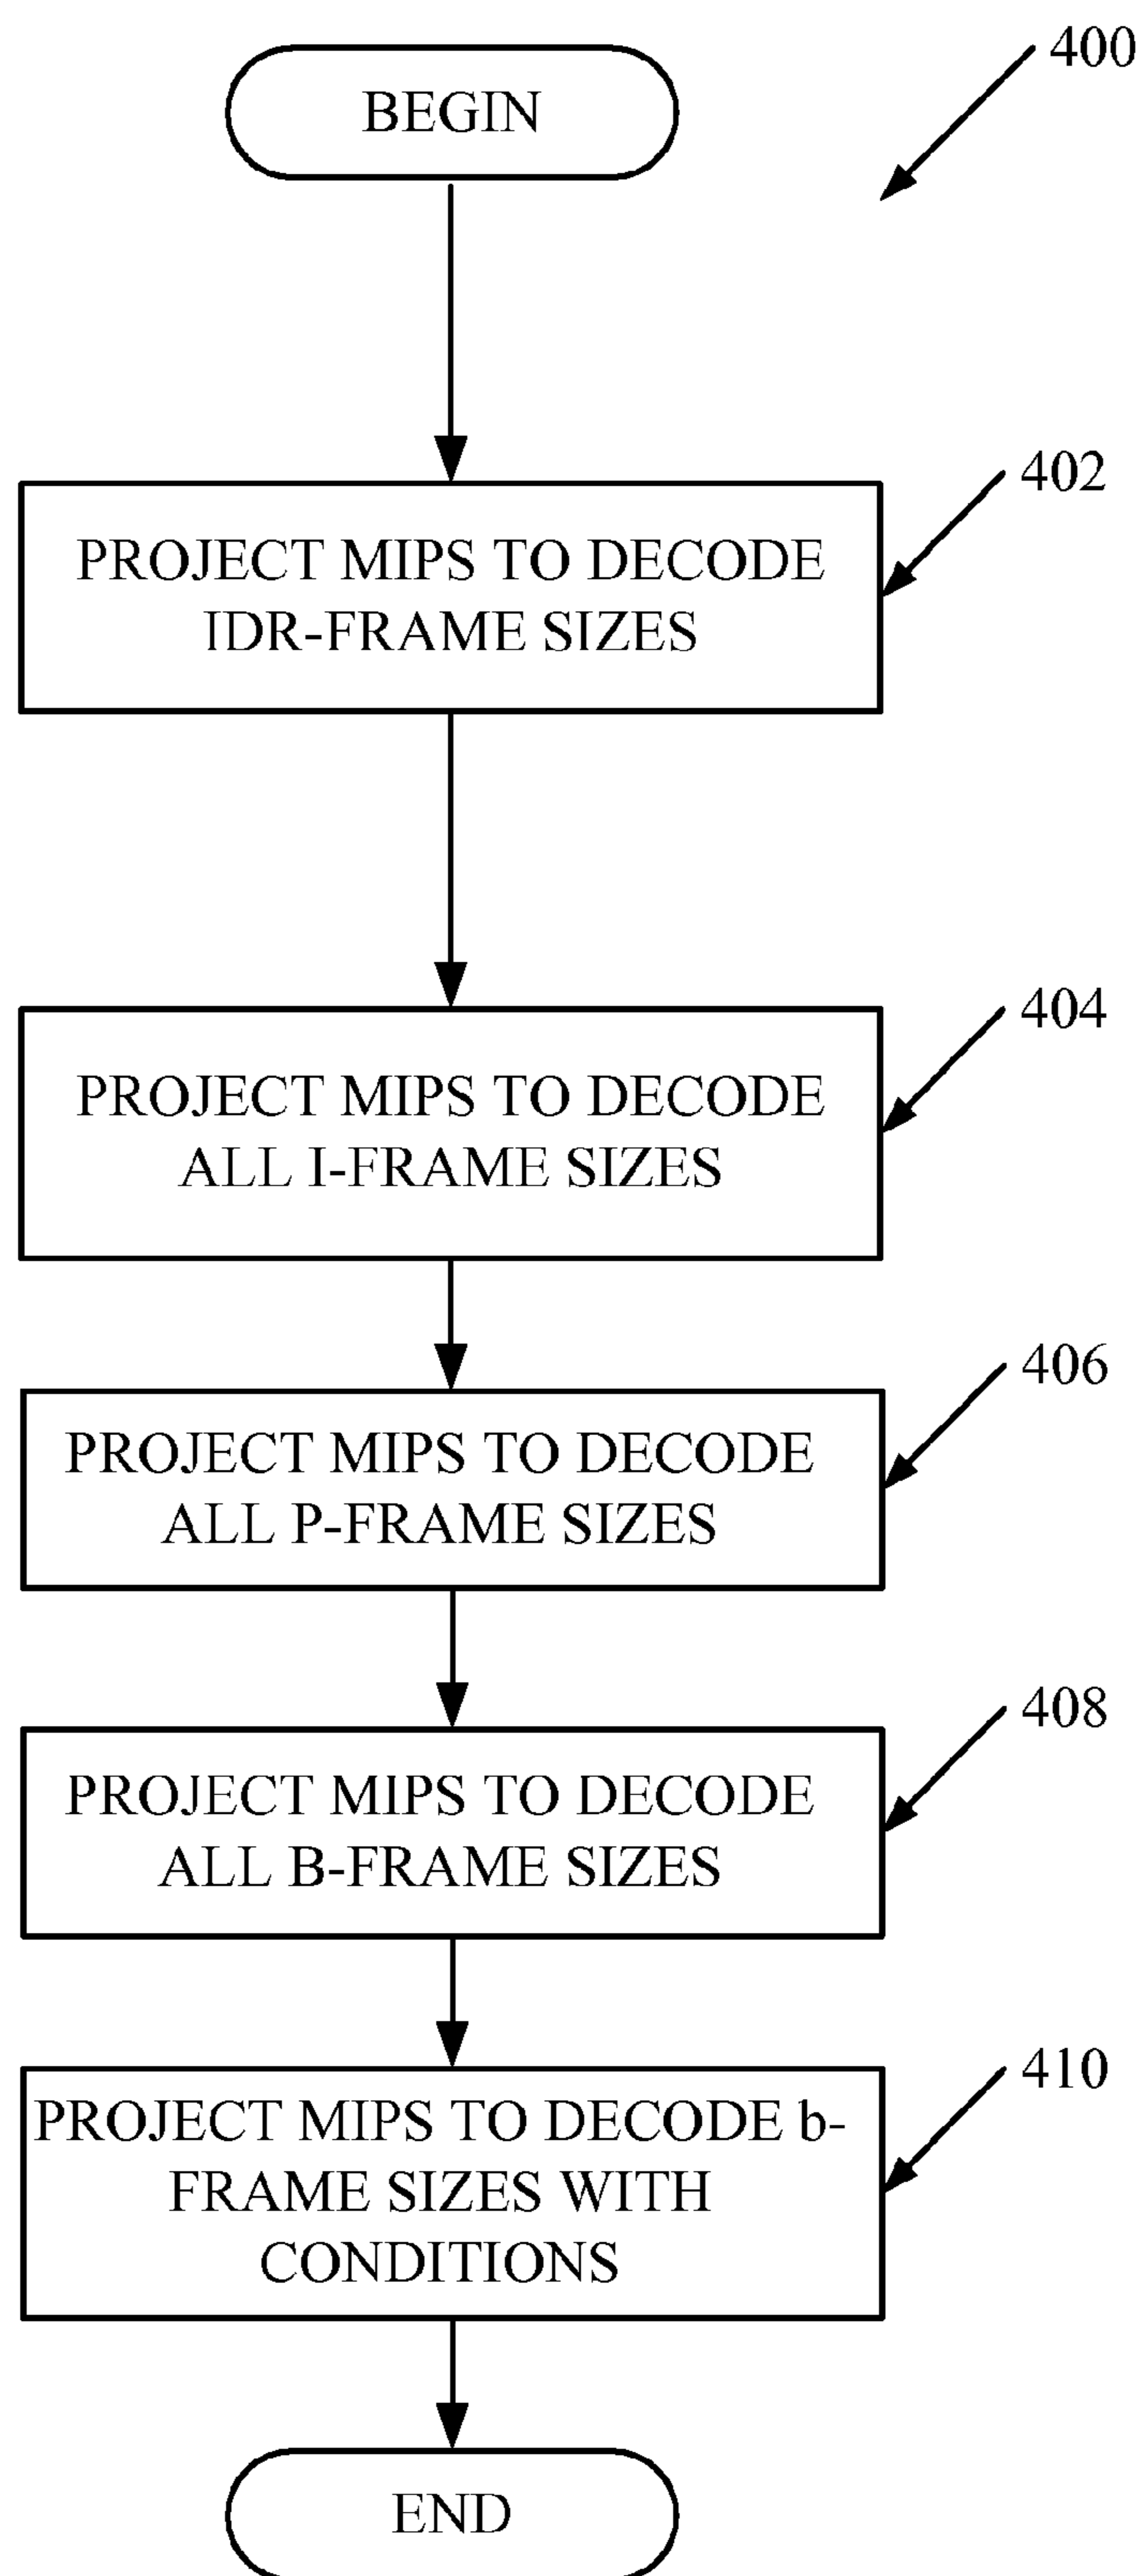 400
BEGIN
402
PROJECT MIPS TO DECODE
IDR-FRAME SIZES
404
PROJECT MIPS TO DECODE
ALL I-FRAME SIZES
406
PROJECT MIPS TO DECODE
ALL P-FRAME SIZES
408
PROJECT MIPS TO DECODE
ALL B-FRAME SIZES
410
PROJECT MIPS TO DECODE b-
FRAME SIZES WITH
CONDITIONS
END